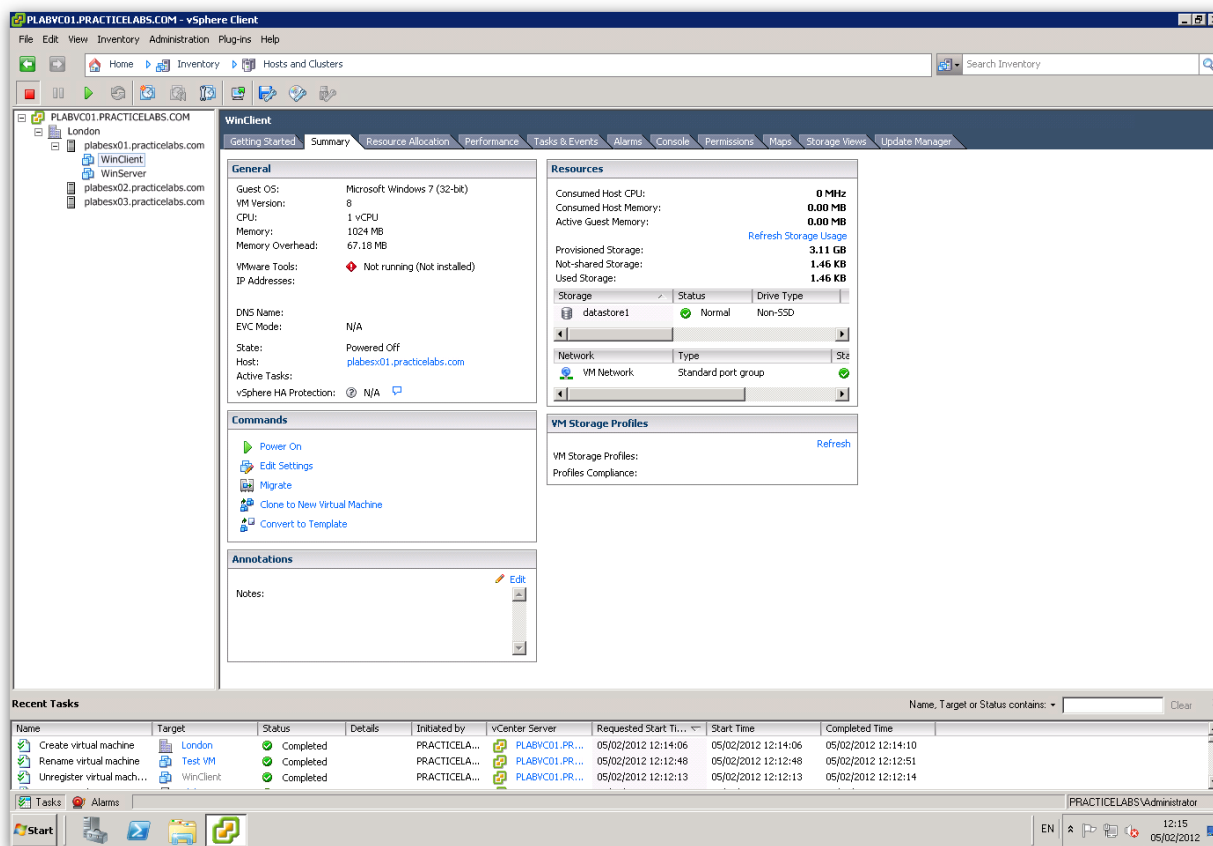 PLABVC01.PRACTICELABS.COM - vSphere Client
File Edit View Inventory Administration Plug-ins Help
Home Inventory Hosts and Clusters
Search Inventory
PLABVC01.PRACTICELABS.COM
London
plabesx01.practicelabs.com
WinClient
WinServer
plabesx02.practicelabs.com
plabesx03.practicelabs.com
WinClient
Getting Started Summary Resource Allocation Performance Tasks & Events Alarms Console Permissions Maps Storage Views Update Manager
General
Guest OS: Microsoft Windows 7 (32-bit)
VM Version: 8
CPU: 1 vCPU
Memory: 1024 MB
Memory Overhead: 67.18 MB
VMware Tools: Not running (Not installed)
IP Addresses:
DNS Name:
EVC Mode: N/A
State: Powered Off
Host: plabesx01.practicelabs.com
Active Tasks:
vSphere HA Protection: N/A
Commands
Power On
Edit Settings
Migrate
Clone to New Virtual Machine
Convert to Template
Annotations
Edit
Notes:
Resources
Consumed Host CPU: 0 MHz
Consumed Host Memory: 0.00 MB
Active Guest Memory: 0.00 MB
Refresh Storage Usage
Provisioned Storage: 3.11 GB
Not-shared Storage: 1.46 KB
Used Storage: 1.46 KB
Storage Status Drive Type
datastore1 Normal Non-SSD
Network Type Sta
VM Network Standard port group
VM Storage Profiles
Refresh
VM Storage Profiles:
Profiles Compliance:
Recent Tasks
Name, Target or Status contains: Clear
Name Target Status Details Initiated by vCenter Server Requested Start Ti... Start Time Completed Time
Create virtual machine London Completed PRACTICELA... PLABVC01.PR... 05/02/2012 12:14:06 05/02/2012 12:14:06 05/02/2012 12:14:10
Rename virtual machine Test VM Completed PRACTICELA... PLABVC01.PR... 05/02/2012 12:12:48 05/02/2012 12:12:48 05/02/2012 12:12:51
Unregister virtual mach... WinClient Completed PRACTICELA... PLABVC01.PR... 05/02/2012 12:12:13 05/02/2012 12:12:13 05/02/2012 12:12:14
Tasks Alarms
PRACTICELABS\Administrator
Start
EN
12:15
05/02/2012